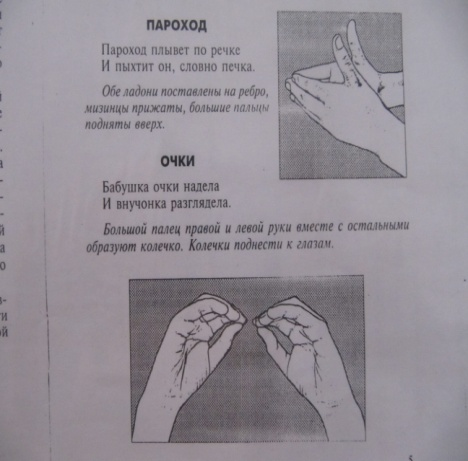 ПАРОХОД
Пароход плывет по речке
И пыхтит он, словно печка.
Обе ладони поставлены на ребро,
мизинцы прижаты, большие пальцы
подняты вверх.
ОЧКИ
Бабушка очки надела
И внучонка разглядела.
Большой палец правой и левой руки вместе с остальными
образуют колечко. Колечки поднести к глазам.